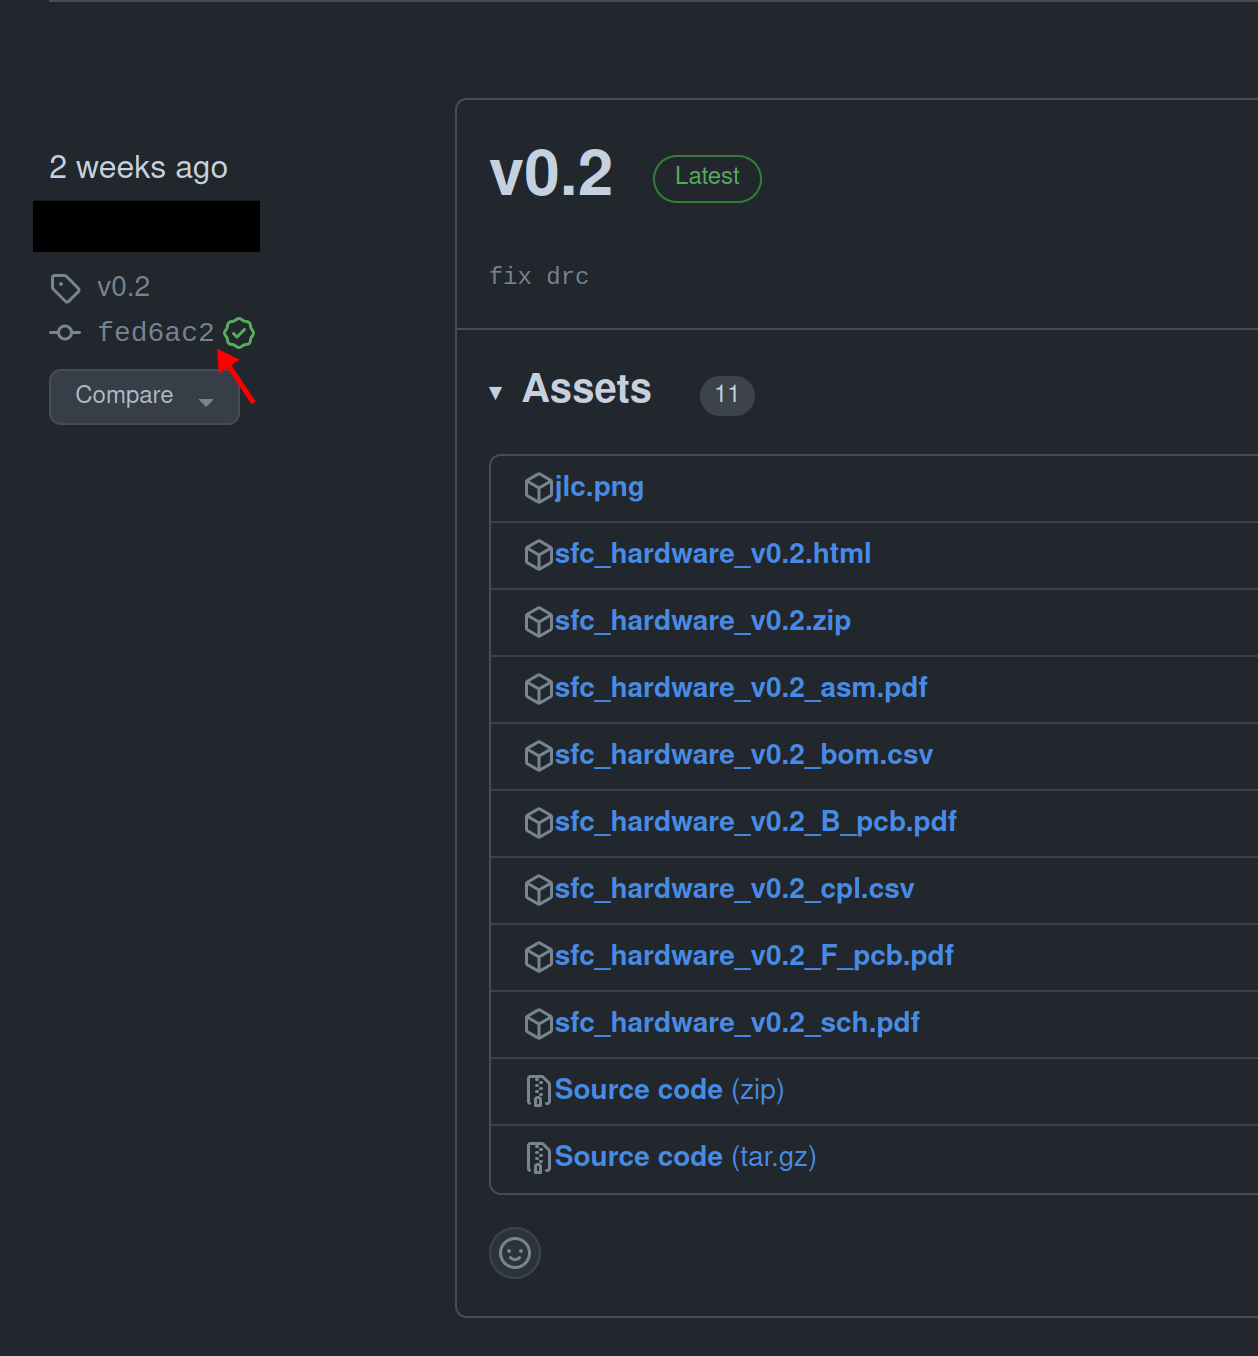 2 weeks ago
v0.2
fed6ac2
Compare
v0.2
Latest
fix drc
Assets
11
jlc.png
sfc_hardware_v0.2.html
sfc_hardware_v0.2.zip
sfc_hardware_v0.2_asm.pdf
sfc_hardware_v0.2_bom.csv
sfc_hardware_v0.2_B_pcb.pdf
sfc_hardware_v0.2_cpl.csv
sfc_hardware_v0.2_F_pcb.pdf
sfc_hardware_v0.2_sch.pdf
Source code (zip)
Source code (tar.gz)